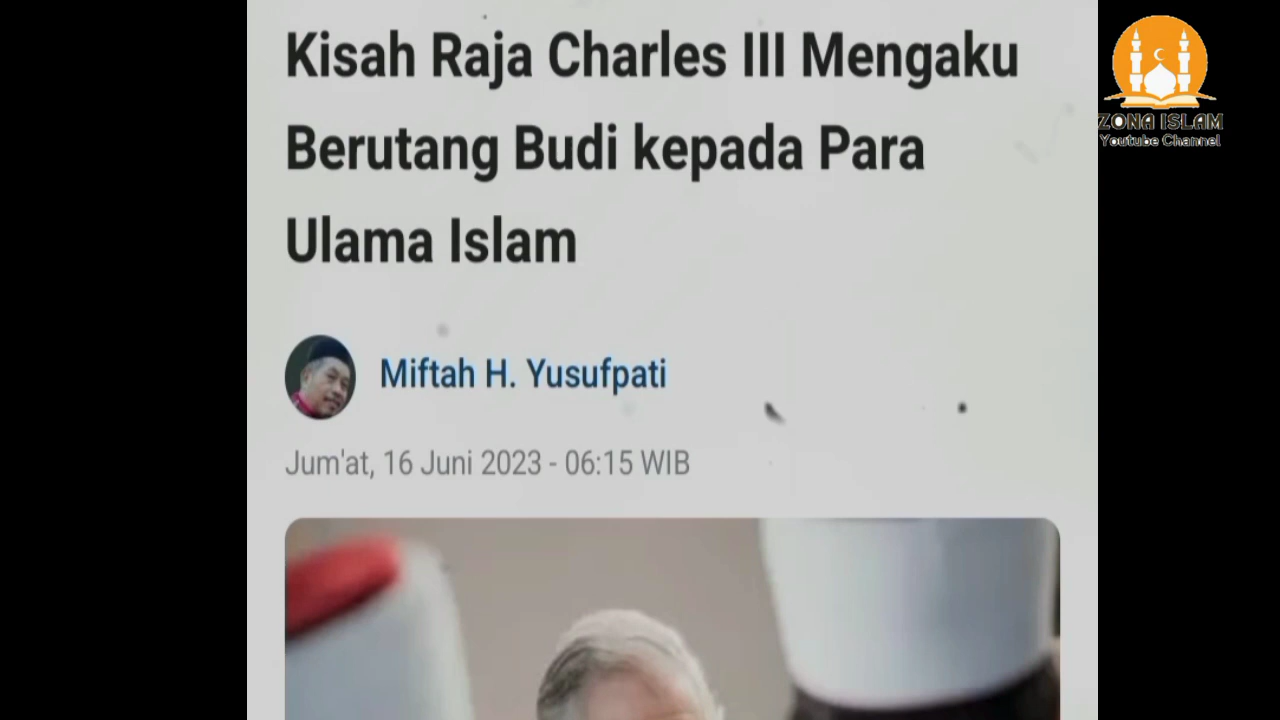 Kisah Raja Charles III Mengaku
Berutang Budi kepada Para
Ulama Islam
Miftah H. Yusufpati
Jum'at, 16 Juni 2023 - 06:15 WIB
ZONA ISLAM
Youtube Channel